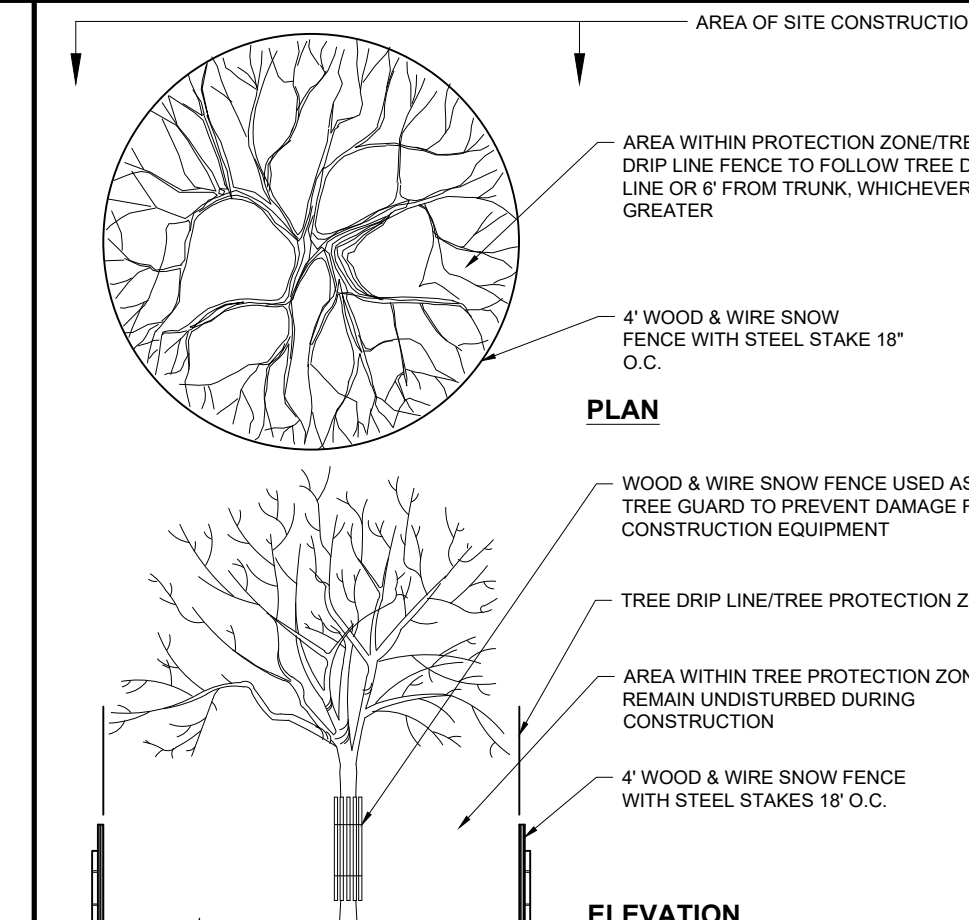 AREA OF SITE CONSTRUCTIO
AREA WITHIN PROTECTION ZONE/TRE
DRIP LINE FENCE TO FOLLOW TREE D
LINE OR 6' FROM TRUNK, WHICHEVER
GREATER
4' WOOD & WIRE SNOW
FENCE WITH STEEL STAKE 18"
O.C.
PLAN
WOOD & WIRE SNOW FENCE USED AS
TREE GUARD TO PREVENT DAMAGE F
CONSTRUCTION EQUIPMENT
TREE DRIP LINE/TREE PROTECTION Z
AREA WITHIN TREE PROTECTION ZON
REMAIN UNDISTURBED DURING
CONSTRUCTION
4' WOOD & WIRE SNOW FENCE
WITH STEEL STAKES 18' O.C.
ELEVATION